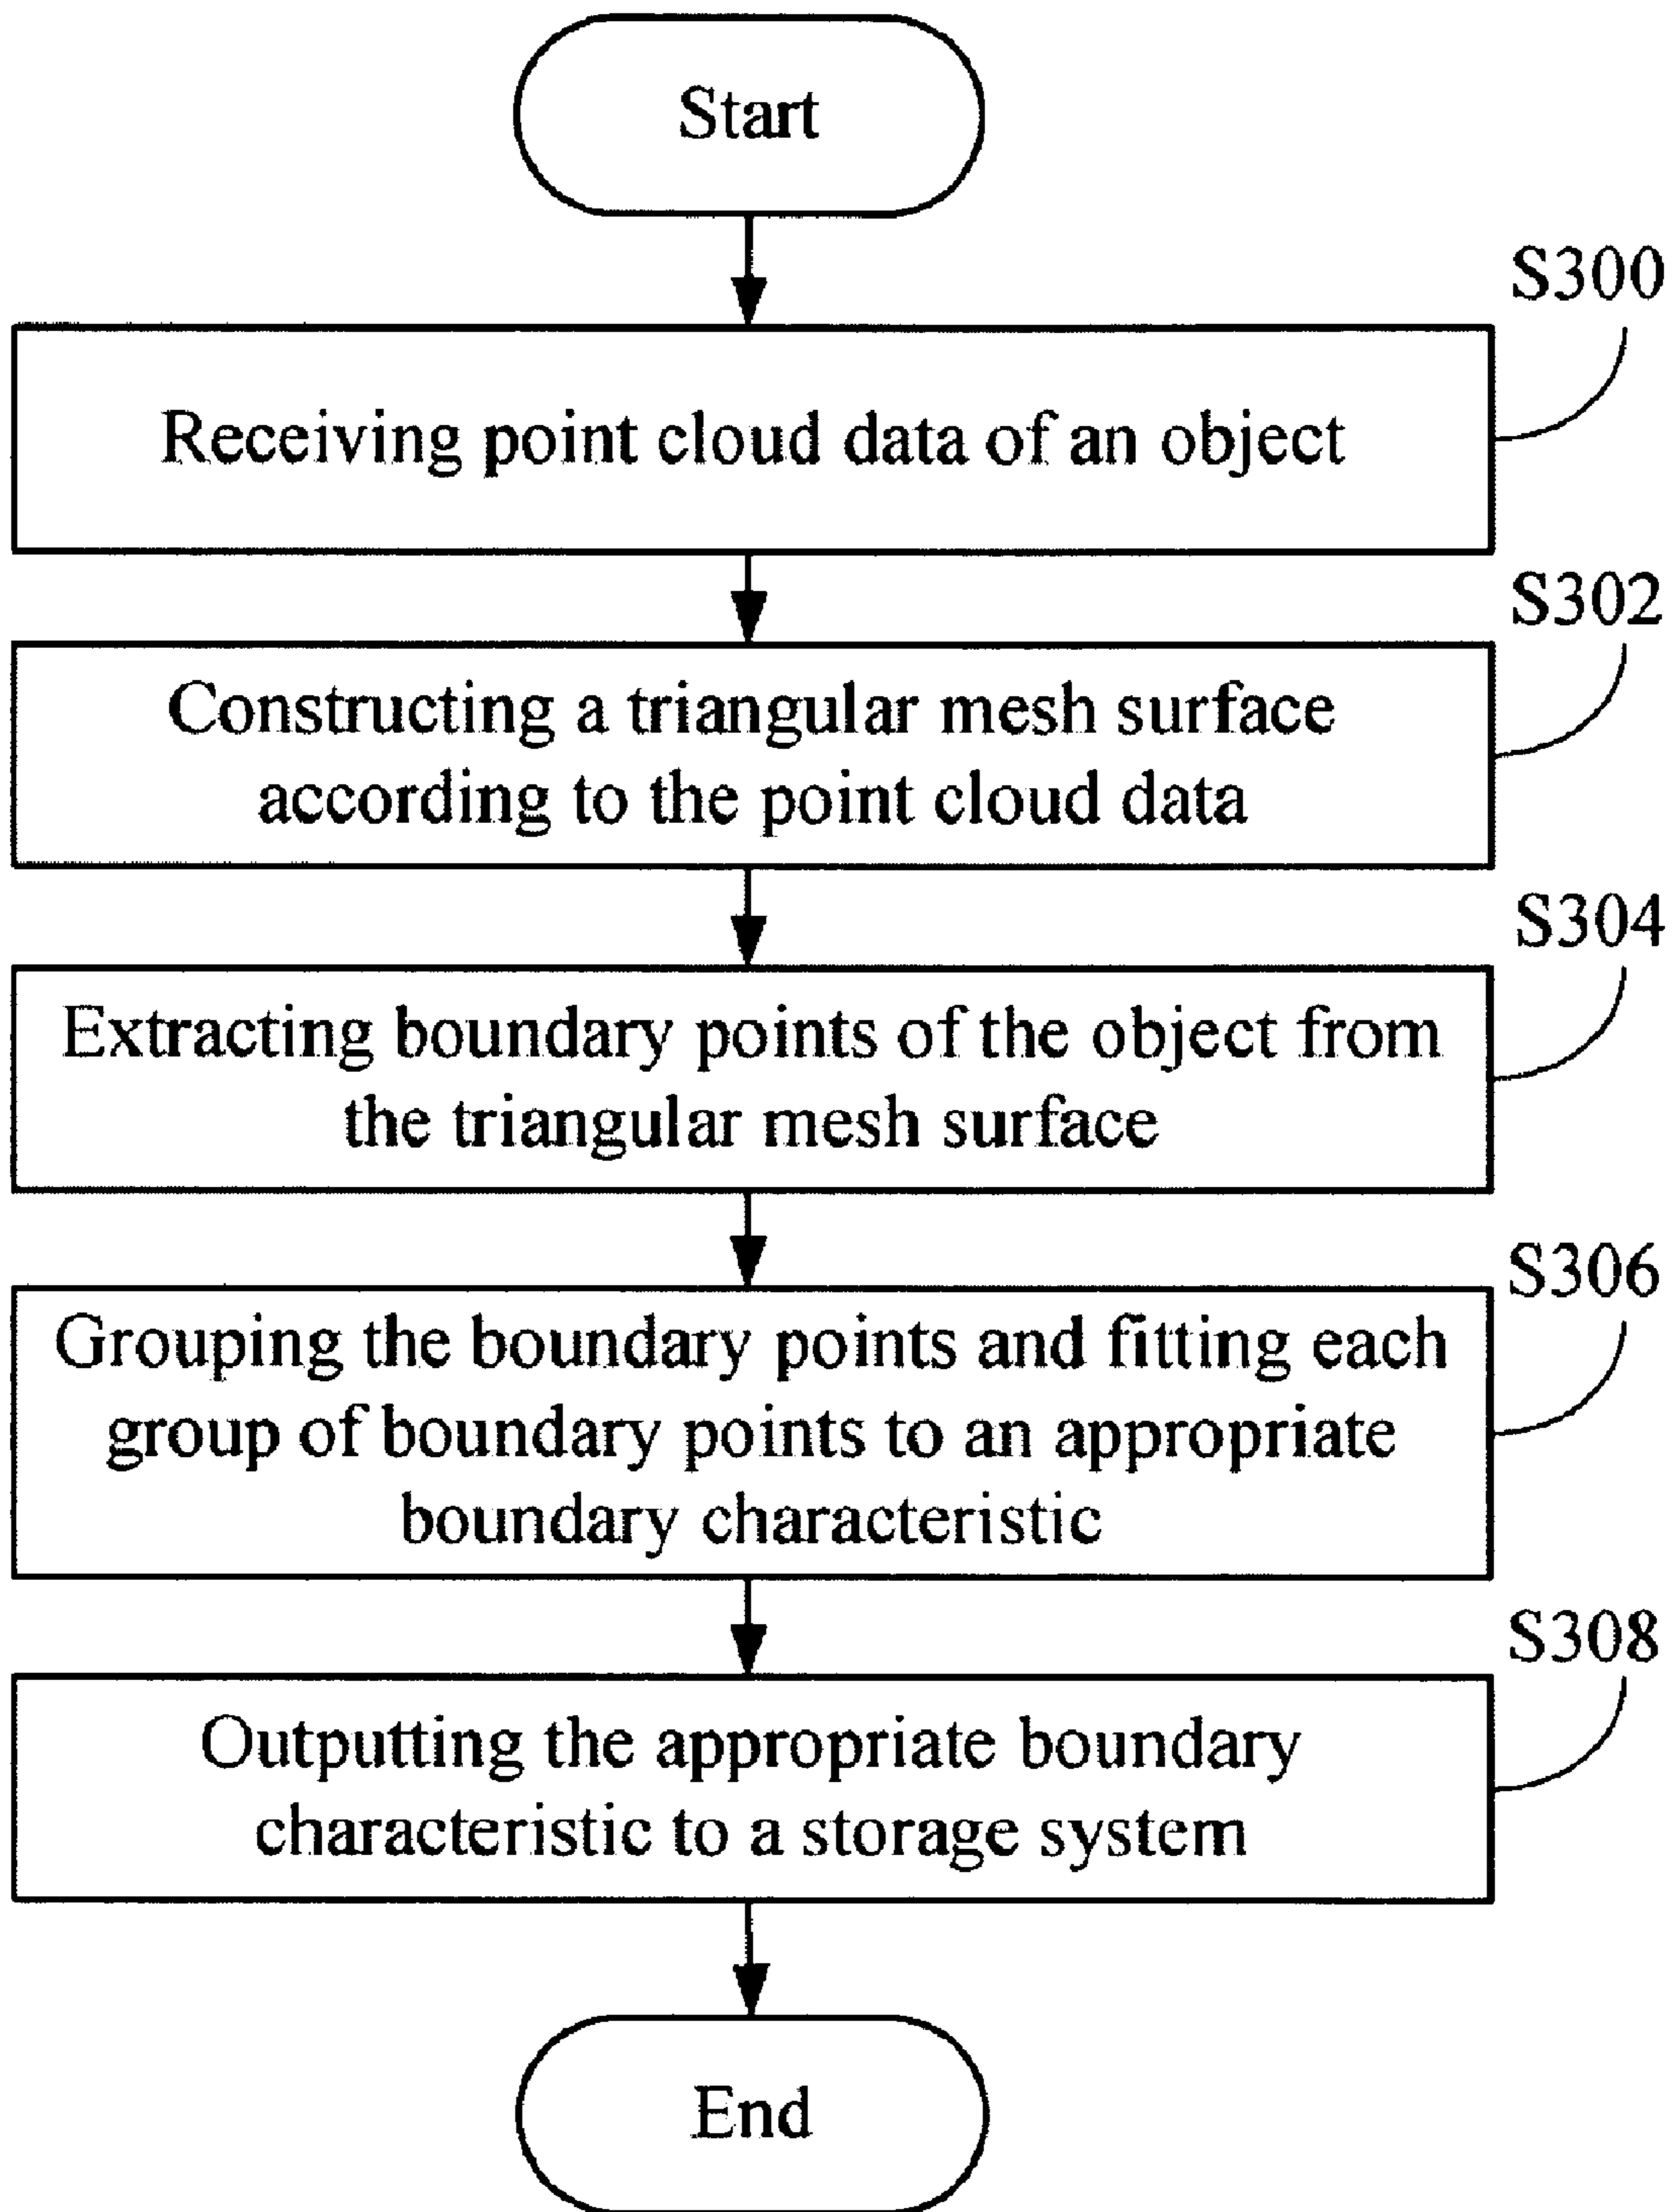 Start
S300
Receiving point cloud data of an object
S302
Constructing a triangular mesh surface
according to the point cloud data
S304
Extracting boundary points of the object from
the triangular mesh surface
S306
Grouping the boundary points and fitting each
group of boundary points to an appropriate
boundary characteristic
S308
Outputting the appropriate boundary
characteristic to a storage system
End